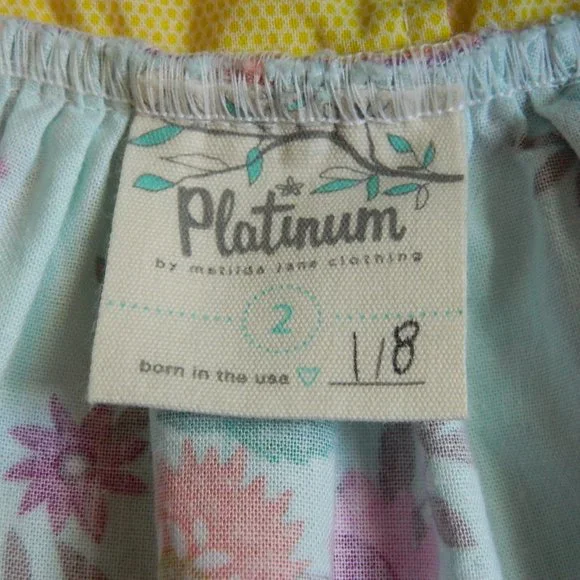 Platinum
by matilda jane clothing
2
born in the usa ♡ 1/8